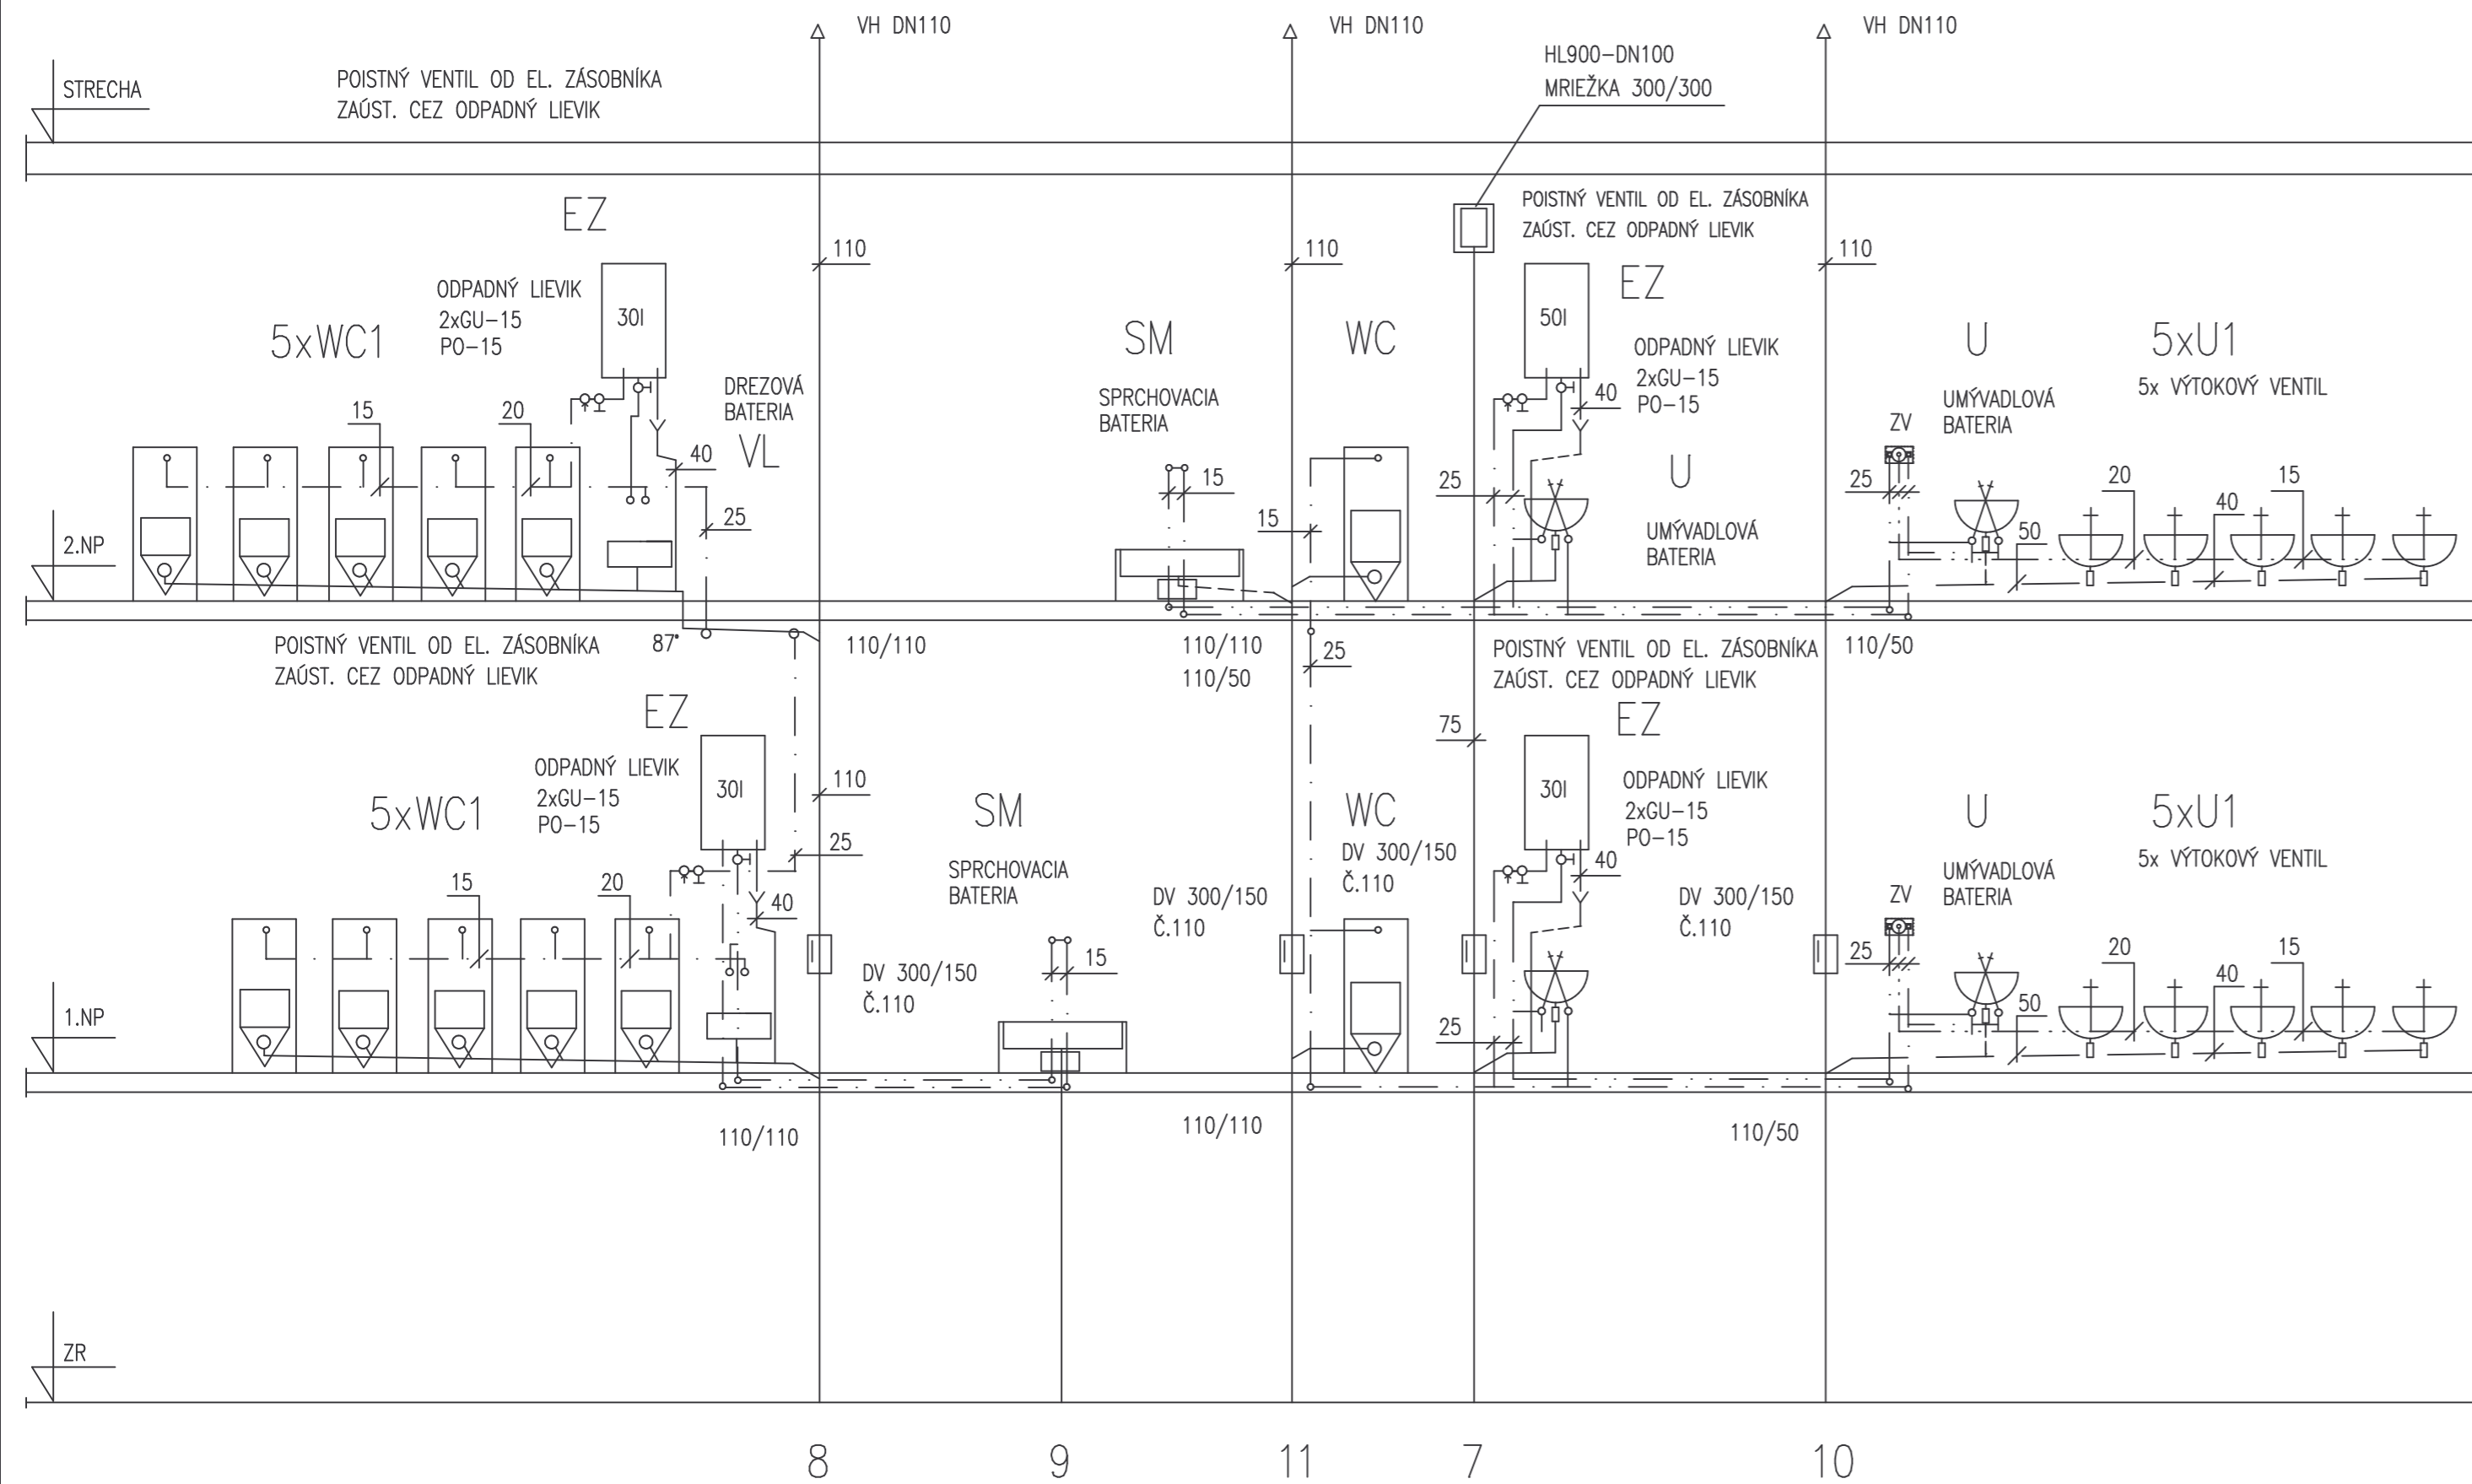 VH DN110
VH DN110
VH DN110
HL900-DN100
MRIEŽKA 300/300
STRECHA
POISTNÝ VENTIL OD EL. ZÁSOBNÍKA
ZAÚST. CEZ ODPADNÝ LIEVIK
EZ
POISTNÝ VENTIL OD EL. ZÁSOBNÍKA
ZAÚST. CEZ ODPADNÝ LIEVIK
110
110
110
ODPADNÝ LIEVIK
2xGU-15
PO-15
30l
50l
EZ
5xWC1
SM
WC
ODPADNÝ LIEVIK
2xGU-15
PO-15
U
5xU1
DREZOVÁ
BATERIA
VL
SPRCHOVACIA
BATERIA
40
UMÝVADLOVÁ
BATERIA
5x VÝTOKOVÝ VENTIL
15
20
40
ZV
U
15
25
25
20
15
40
25
15
50
2.NP
UMÝVADLOVÁ
BATERIA
POISTNÝ VENTIL OD EL. ZÁSOBNÍKA
ZAÚST. CEZ ODPADNÝ LIEVIK
87°
110/110
110/110
110/50
25
POISTNÝ VENTIL OD EL. ZÁSOBNÍKA
ZAÚST. CEZ ODPADNÝ LIEVIK
110/50
EZ
75
EZ
ODPADNÝ LIEVIK
2xGU-15
PO-15
30l
110
30l
ODPADNÝ LIEVIK
2xGU-15
PO-15
5xWC1
SM
WC
U
5xU1
25
DV 300/150
Č.110
40
SPRCHOVACIA
BATERIA
UMÝVADLOVÁ
BATERIA
5x VÝTOKOVÝ VENTIL
15
20
40
DV 300/150
Č.110
DV 300/150
Č.110
ZV
DV 300/150
Č.110
15
25
20
15
40
50
1.NP
25
110/110
110/110
110/50
ZR
8
9
11
7
10